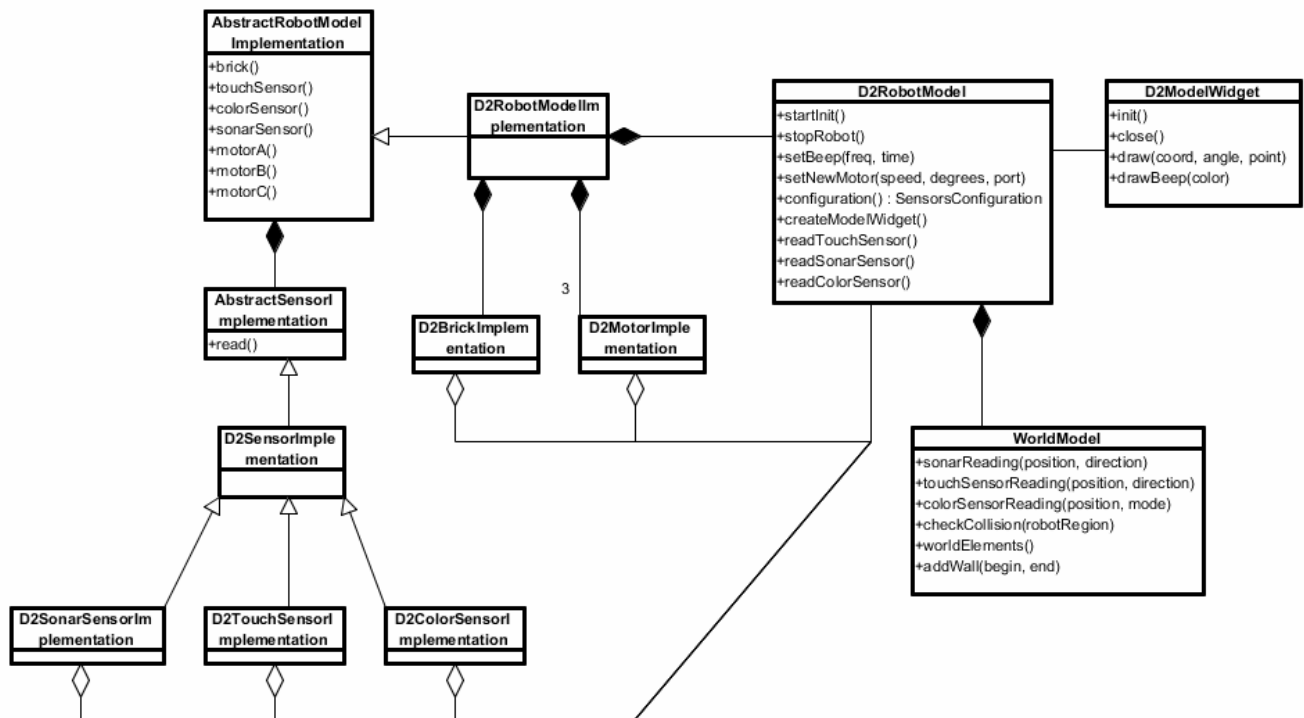 AbstractRobotModel
Implementation
+brick()
+touchSensor()
+colorSensor()
+sonarSensor()
+motorA()
+motorB()
+motorC()
D2RobotModelIm
plementation
D2RobotModel
+startInit()
+stopRobot()
+setBeep(freq, time)
+setNewMotor(speed, degrees, port)
+configuration() : SensorsConfiguration
+createModelWidget()
+readTouchSensor()
+readSonarSensor()
+readColorSensor()
D2ModelWidget
+init()
+close()
+draw(coord, angle, point)
+drawBeep(color)
AbstractSensorI
mplementation
+read()
3
D2BrickImplem
entation
D2MotorImple
mentation
D2SensorImple
mentation
WorldModel
+sonarReading(position, direction)
+touchSensorReading(position, direction)
+colorSensorReading(position, mode)
+checkCollision(robotRegion)
+worldElements()
+addWall(begin, end)
D2SonarSensorIm
plementation
D2TouchSensorI
mplementation
D2ColorSensorI
mplementation